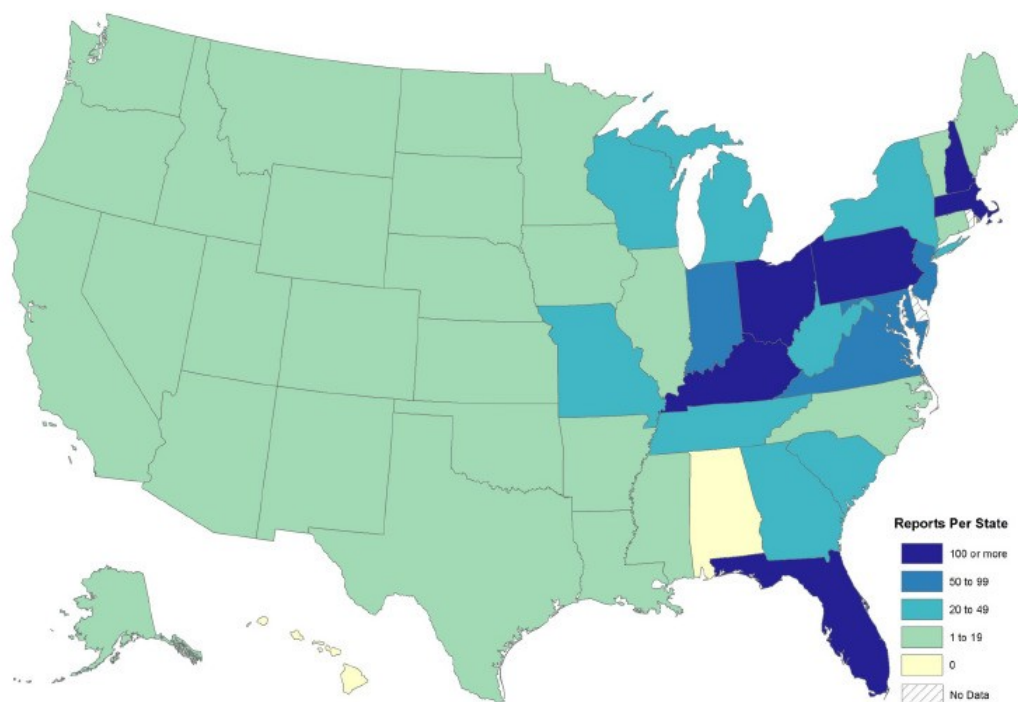 Reports Per State
100 or more
50 to 99
20 to 49
1 to 19
0
No Data